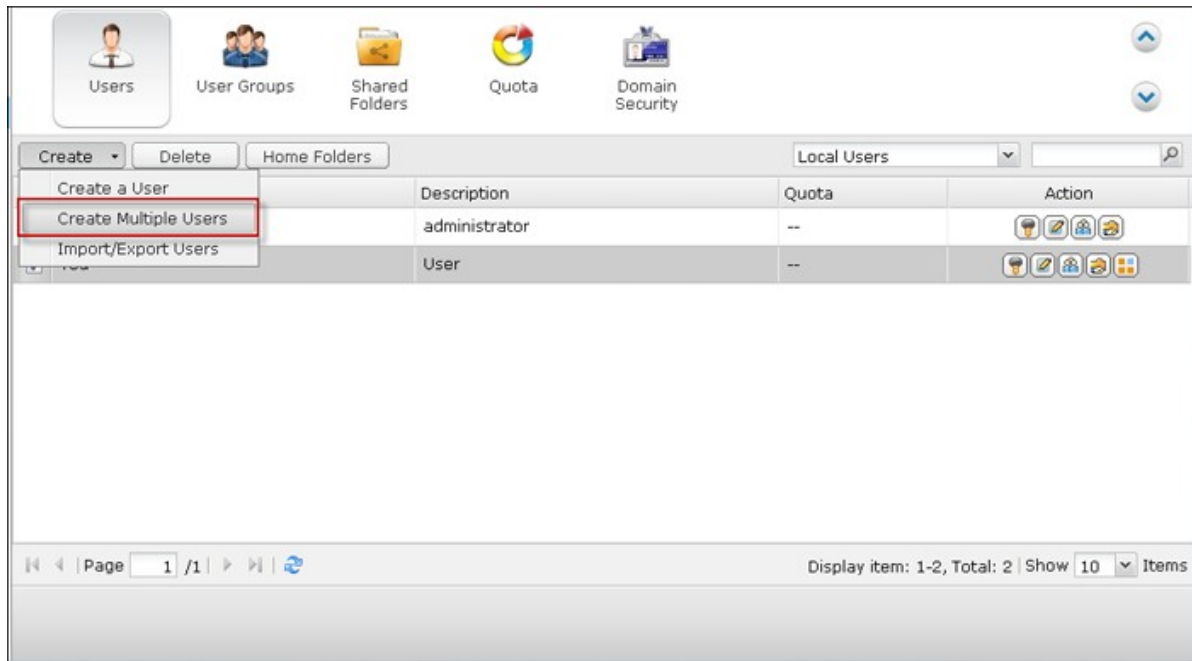 Users
User Groups
Shared
Folders
Quota
Domain
Security
Create
Delete
Home Folders
Local Users
Create a User
Create Multiple Users
Import/Export Users
Description
Quota
Action
administrator
--
User
--
Page 1 /1
Display item: 1-2, Total: 2 Show 10 Items